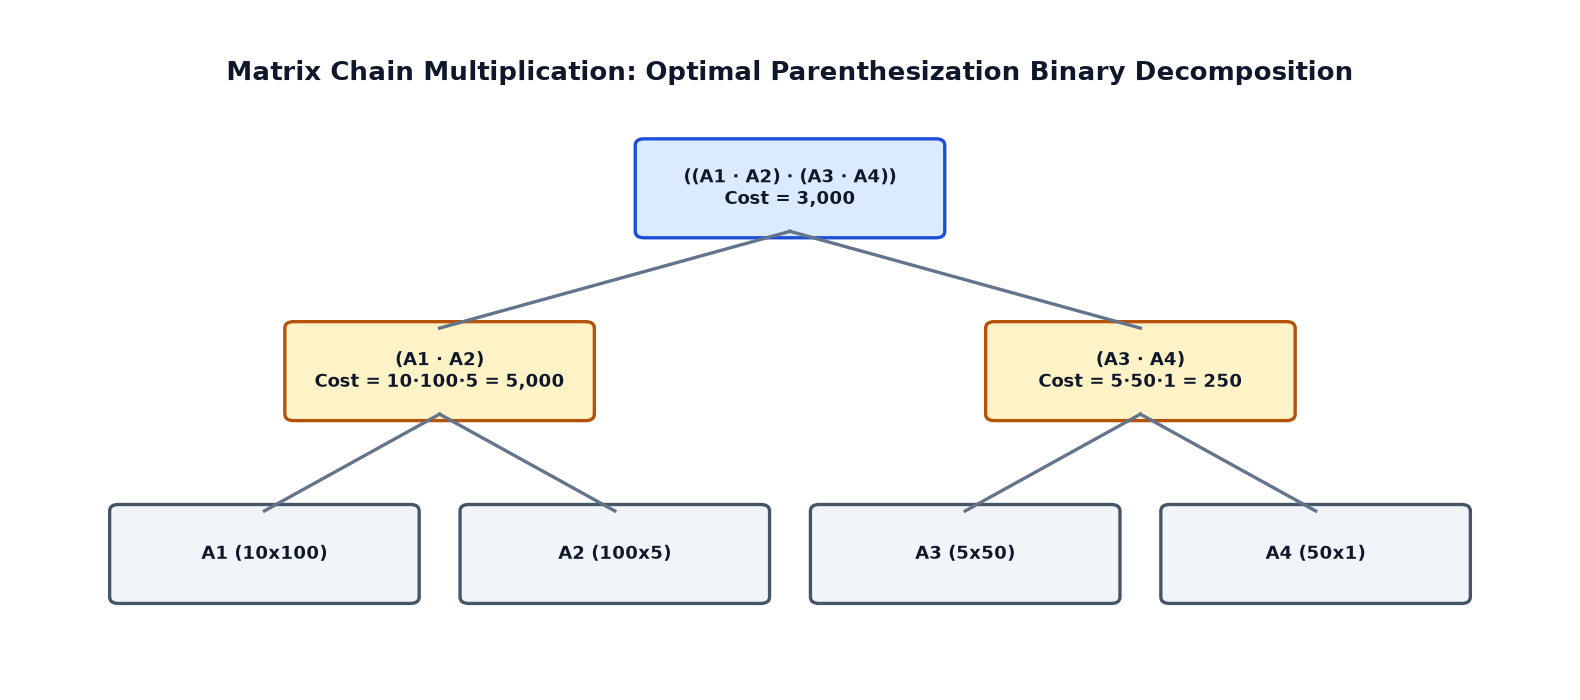 Matrix Chain Multiplication: Optimal Parenthesization Binary Decomposition
((A1 · A2) · (A3 · A4))
Cost = 3,000
(A1 · A2)
Cost = 10·100·5 = 5,000
(A3 · A4)
Cost = 5·50·1 = 250
A1 (10x100)
A2 (100x5)
A3 (5x50)
A4 (50x1)